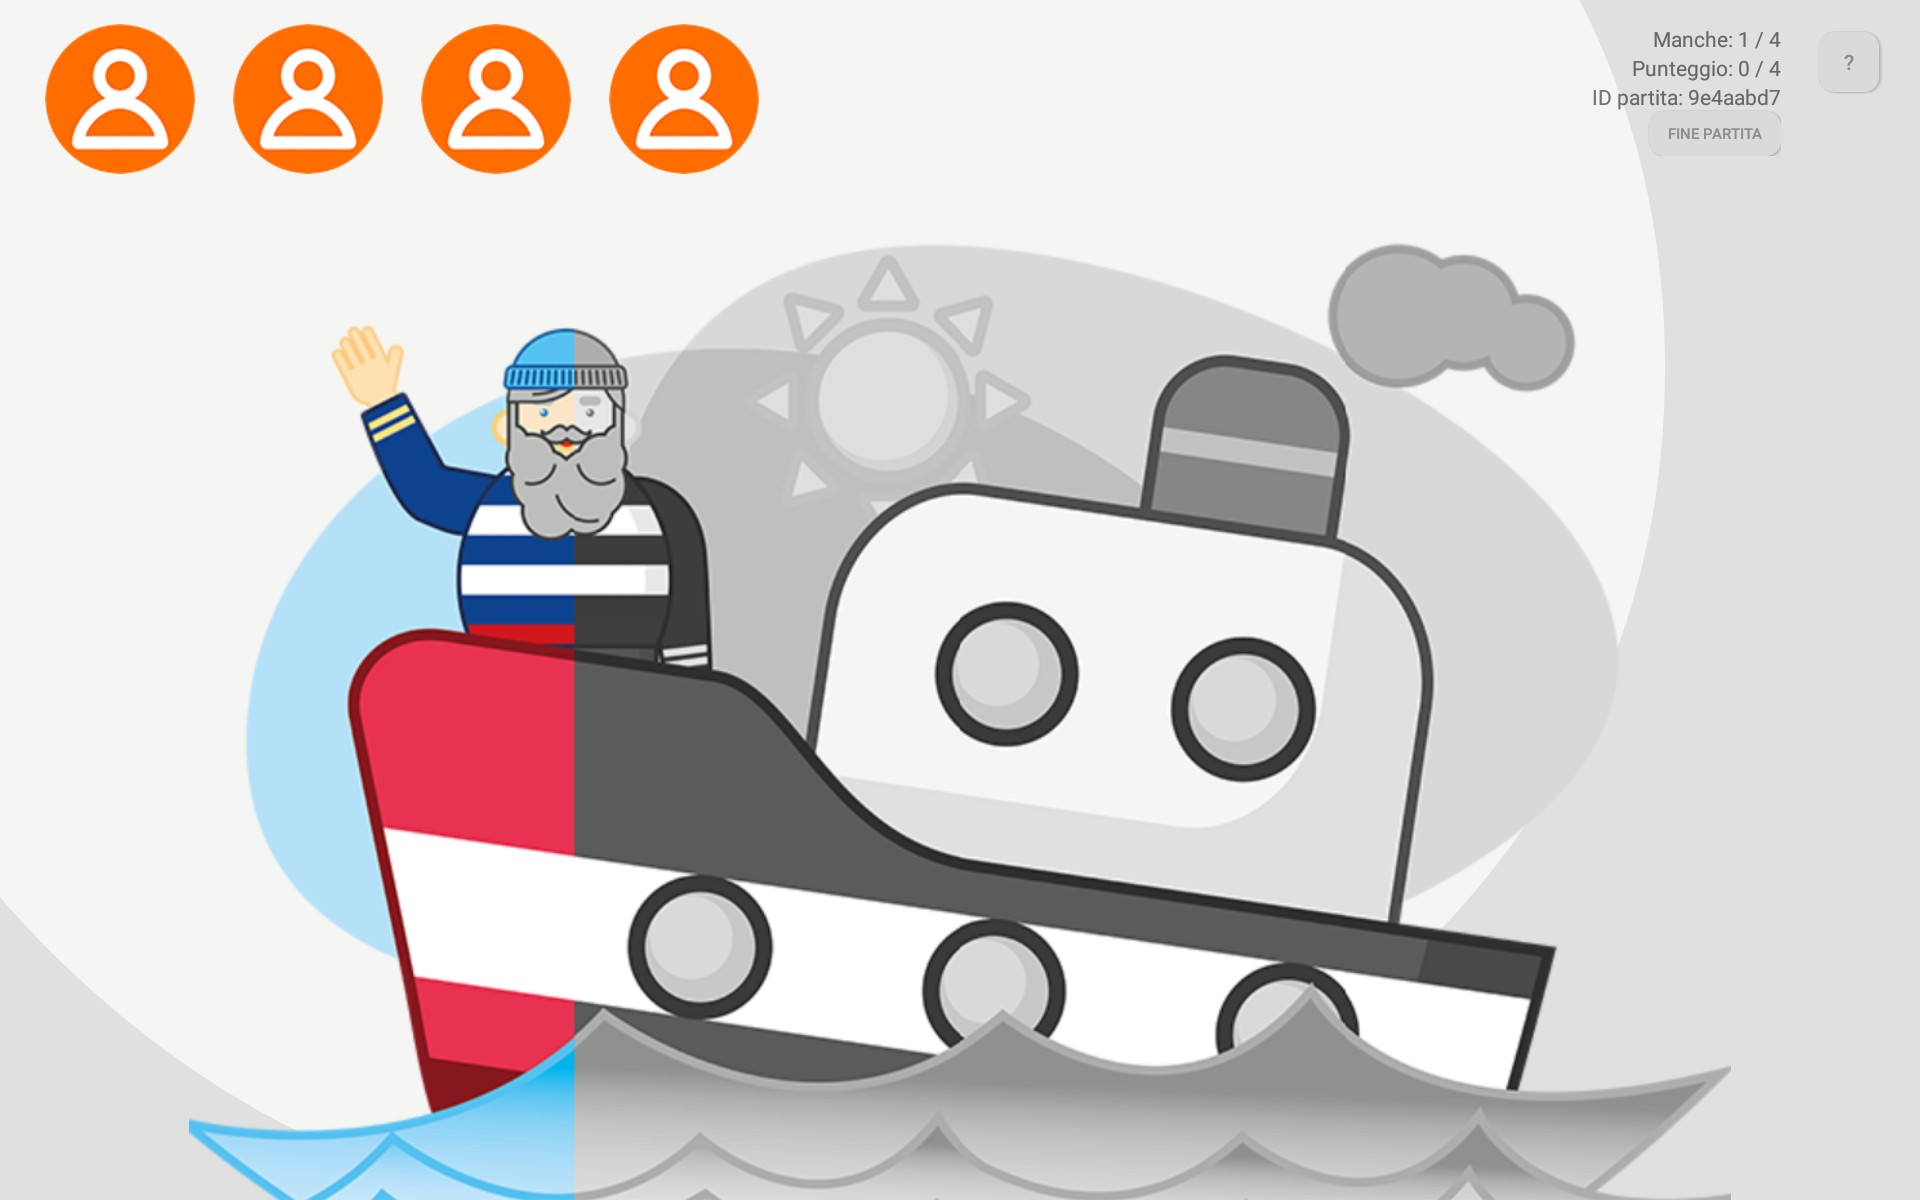 Manche: 1 / 4
Punteggio: 0 / 4
ID partita: 9e4aabd7
FINE PARTITA
?